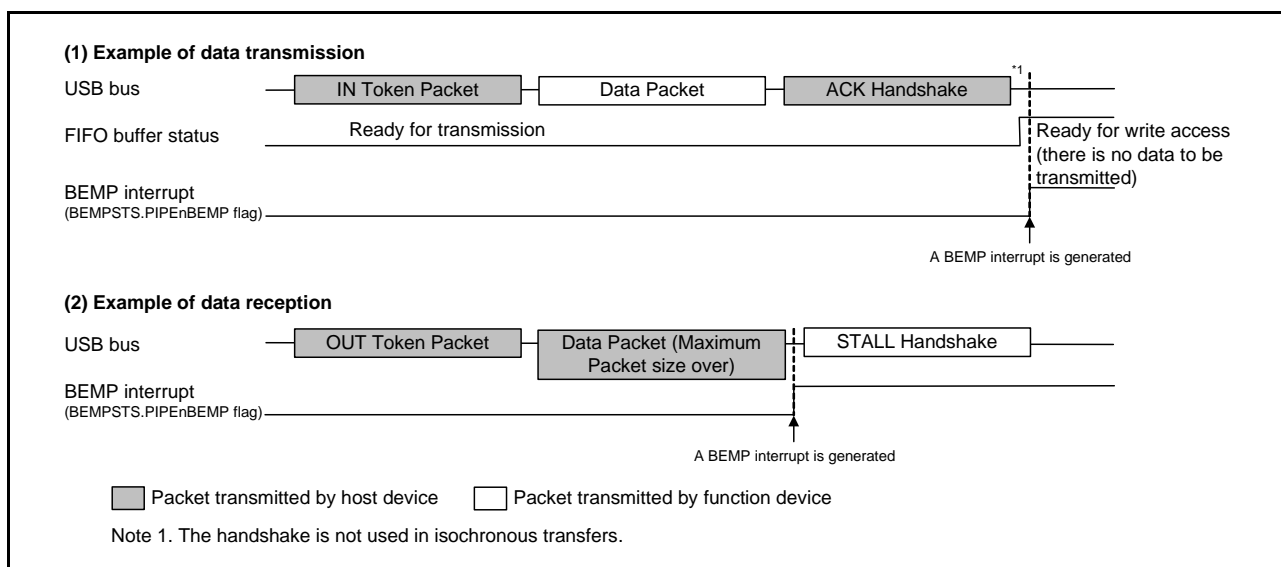 (1) Example of data transmission
USB bus
IN Token Packet
Data Packet
ACK Handshake
*1
FIFO buffer status
Ready for transmission
Ready for write access
(there is no data to be
transmitted)
BEMP interrupt
(BEMPSTS.PIPEnBEMP flag)
A BEMP interrupt is generated
(2) Example of data reception
USB bus
OUT Token Packet
Data Packet (Maximum
Packet size over)
STALL Handshake
BEMP interrupt
(BEMPSTS.PIPEnBEMP flag)
A BEMP interrupt is generated
Packet transmitted by host device
Packet transmitted by function device
Note 1. The handshake is not used in isochronous transfers.